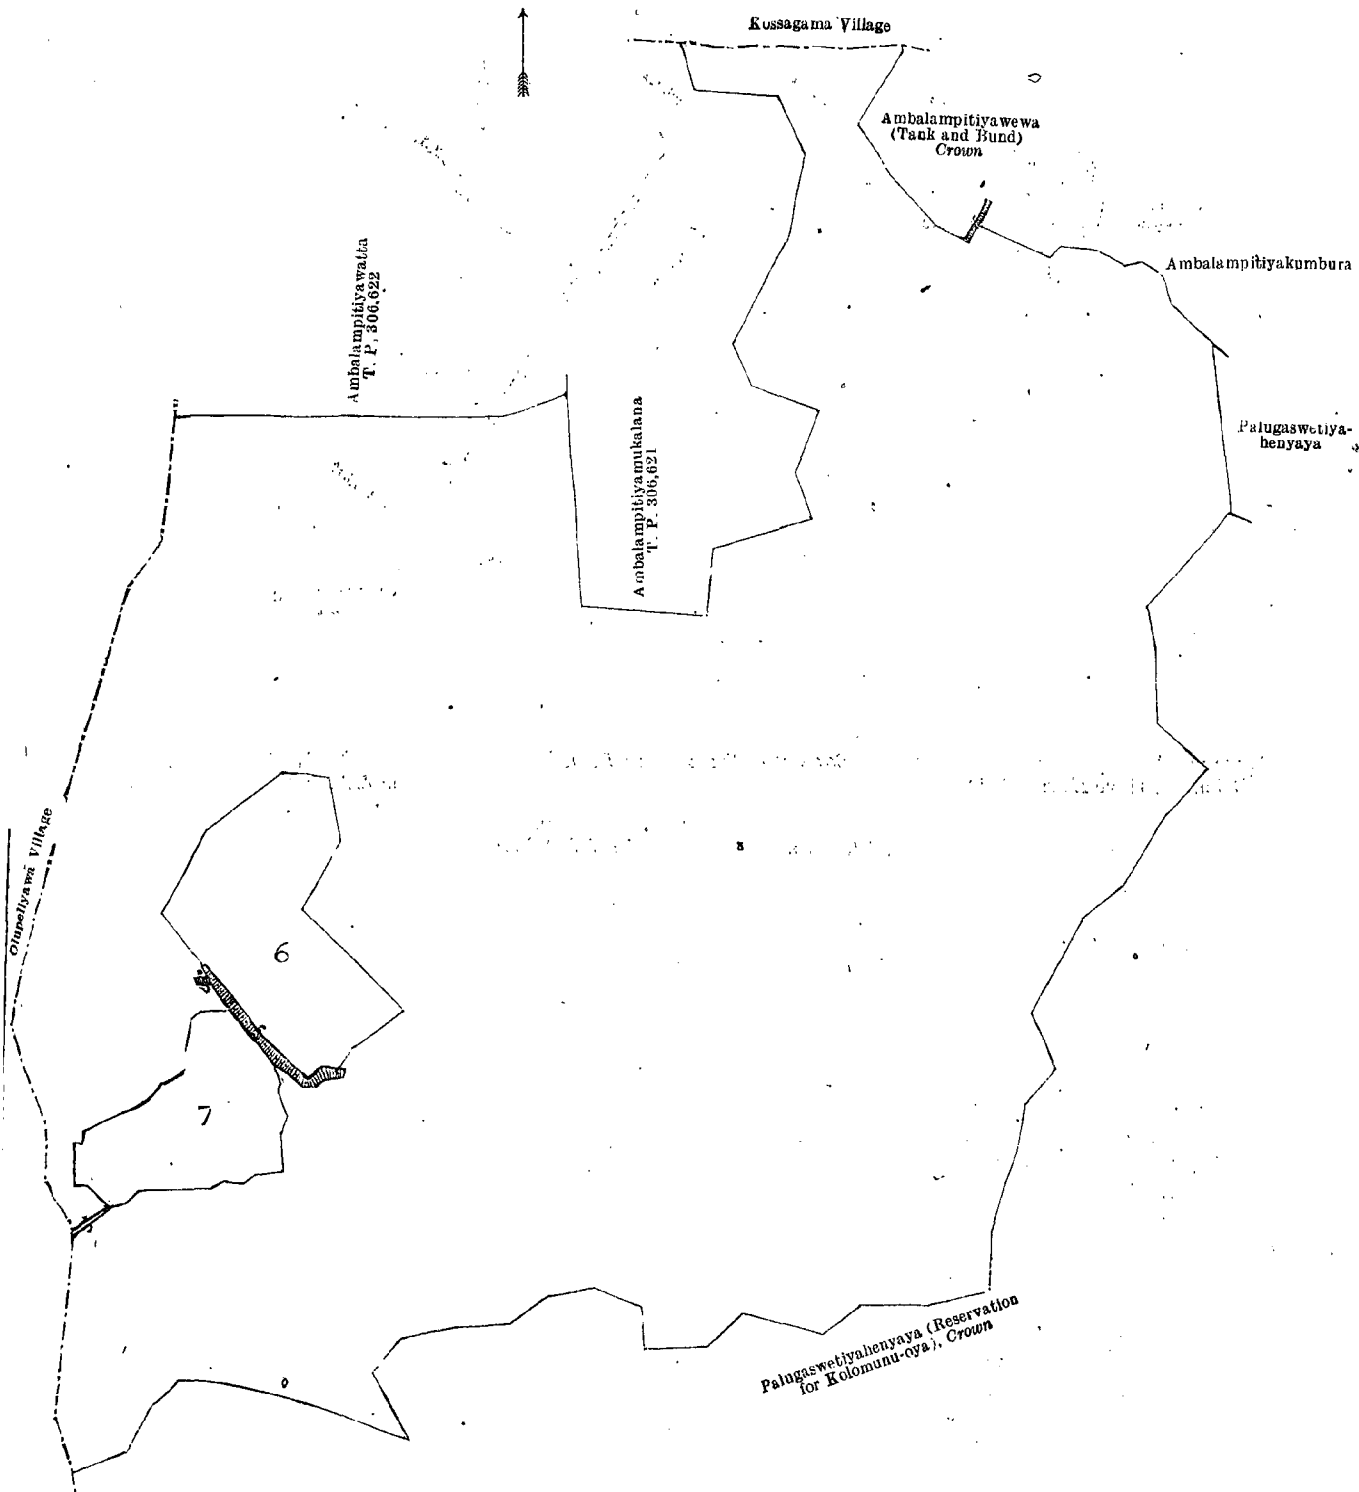 Kossagama Village
Ambalampitiyawewa
(Tank and Bund)
Crown
Ambalampitiyakumbura
Ambalampitiyawatta
T. P. 306,622
Ambalampitiyamukalana
T. P. 306,621
Palugaswetiya-
henyaya
Olupeliyawa Village
6
7
Palugaswetiyahenyaya (Reservation
for Kolomunu-oya), Crown